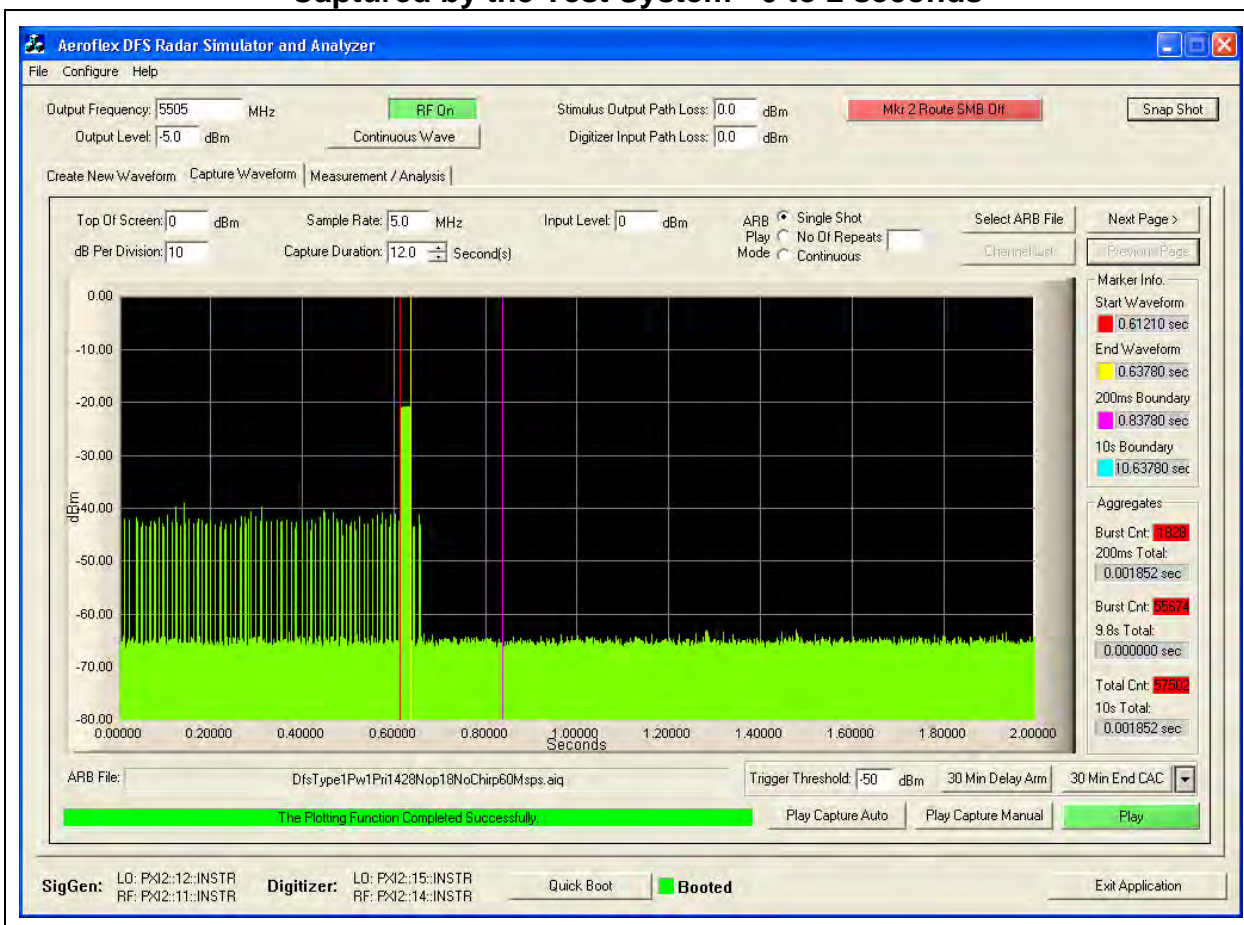 Captured by the Test System – 0 to 2 seconds
Aeroflex DFS Radar Simulator and Analyzer
File Configure Help
Output Frequency: 5505 MHz RF On Stimulus Output Path Loss: 0.0 dBm Mkr 2 Route SMB Off Snap Shot
Output Level: -5.0 dBm Continuous Wave Digitizer Input Path Loss: 0.0 dBm
Create New Waveform Capture Waveform Measurement / Analysis
Top Of Screen: 0 dBm Sample Rate: 5.0 MHz Input Level: 0 dBm ARB Play Mode Single Shot Select ARB File Next Page >
dB Per Division: 10 Capture Duration: 12.0 Second(s) No Of Repeats Channel List Previous Page
Continuous
Marker Info.
Start Waveform
0.61210 sec
End Waveform
0.63780 sec
200ms Boundary
0.83780 sec
10s Boundary
10.63780 sec
Aggregates
Burst Cnt: 1828
200ms Total:
0.001852 sec
Burst Cnt: 55674
9.8s Total:
0.000000 sec
Total Cnt: 57502
10s Total:
0.001852 sec
0.00
-10.00
-20.00
-30.00
-40.00
-50.00
-60.00
-70.00
-80.00
dBm
0.00000 0.20000 0.40000 0.60000 0.80000 1.00000 1.20000 1.40000 1.60000 1.80000 2.00000
Seconds
ARB File: DfsType1Pw1Pri1428Nop18NoChirp60Msps.aiq Trigger Threshold: -50 dBm 30 Min Delay Arm 30 Min End CAC
The Plotting Function Completed Successfully. Play Capture Auto Play Capture Manual Play
SigGen: LO: PXI2::12::INSTR Digitizer: LO: PXI2::15::INSTR Quick Boot Booted Exit Application
RF: PXI2::11::INSTR RF: PXI2::14::INSTR